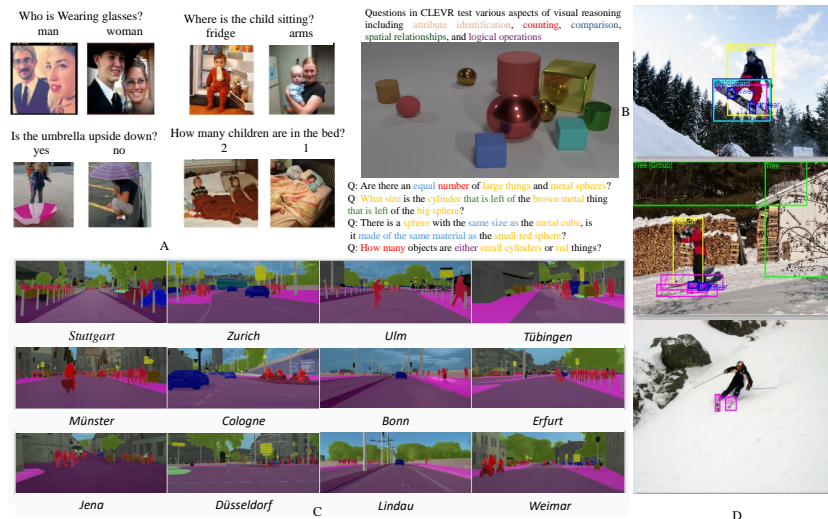 Who is Wearing glasses?
man woman
Where is the child sitting?
fridge arms
Is the umbrella upside down?
yes no
How many children are in the bed?
2 1
A
Questions in CLEVR test various aspects of visual reasoning
including attribute identification, counting, comparison,
spatial relationships, and logical operations
B
Q: Are there an equal number of large things and metal spheres?
Q: What size is the cylinder that is left of the brown metal thing
that is left of the big sphere?
Q: There is a sphere with the same size as the metal cube, is
it made of the same material as the small red sphere?
Q: How many objects are either small cylinders or red things?
Stuttgart Zurich Ulm Tübingen
Münster Cologne Bonn Erfurt
Jena Düsseldorf Lindau Weimar
C
Tree (Group) Tree
D